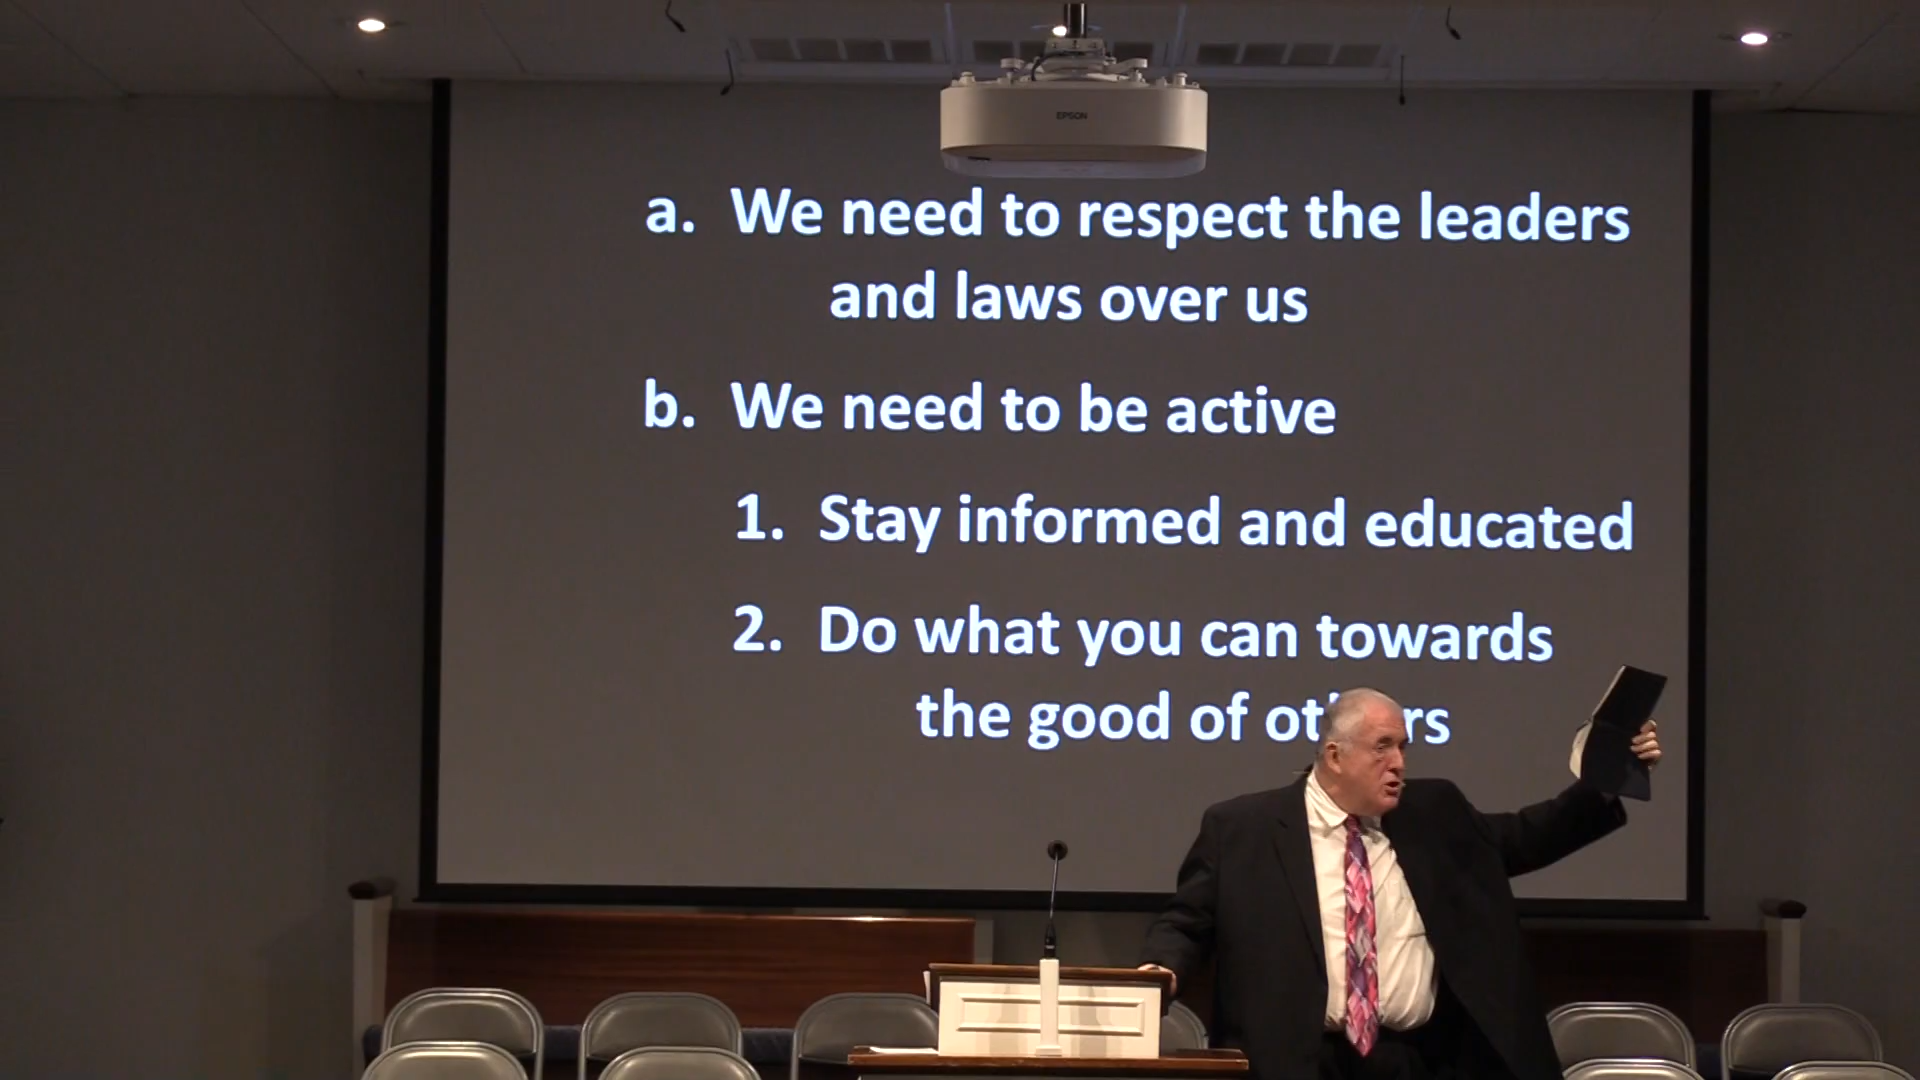 EPSON
a. We need to respect the leaders
and laws over us
b. We need to be active
1. Stay informed and educated
2. Do what you can towards
the good of